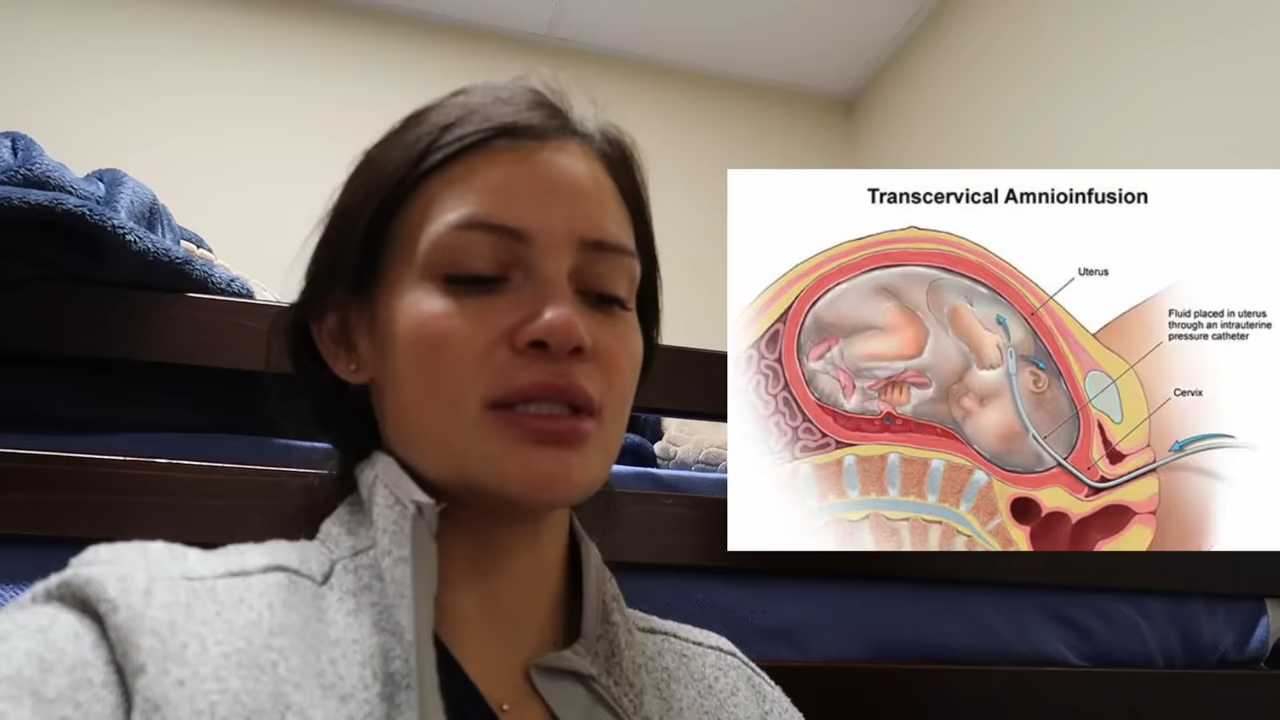 Transcervical Amnioinfusion
Uterus
Fluid placed in uterus
through an intrauterine
pressure catheter
Cervix